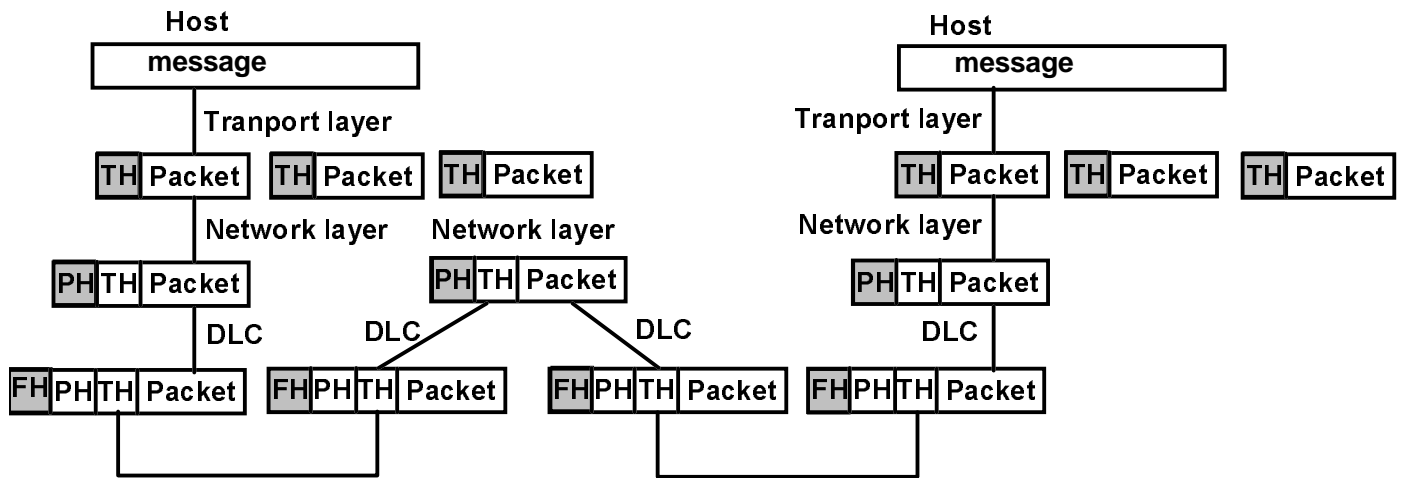 Host
message
Tranport layer
TH Packet TH Packet TH Packet
Network layer
PH TH Packet
DLC
FH PH TH Packet
Network layer
PH TH Packet
DLC
DLC
FH PH TH Packet
FH PH TH Packet
Host
message
Tranport layer
TH Packet TH Packet TH Packet
Network layer
PH TH Packet
DLC
FH PH TH Packet